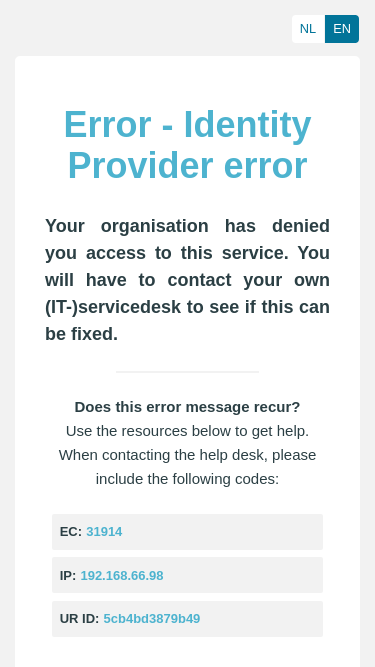 NL EN
Error - Identity
Provider error
Your organisation has denied
you access to this service. You
will have to contact your own
(IT-)servicedesk to see if this can
be fixed.
Does this error message recur?
Use the resources below to get help.
When contacting the help desk, please
include the following codes:
EC: 31914
IP: 192.168.66.98
UR ID: 5cb4bd3879b49